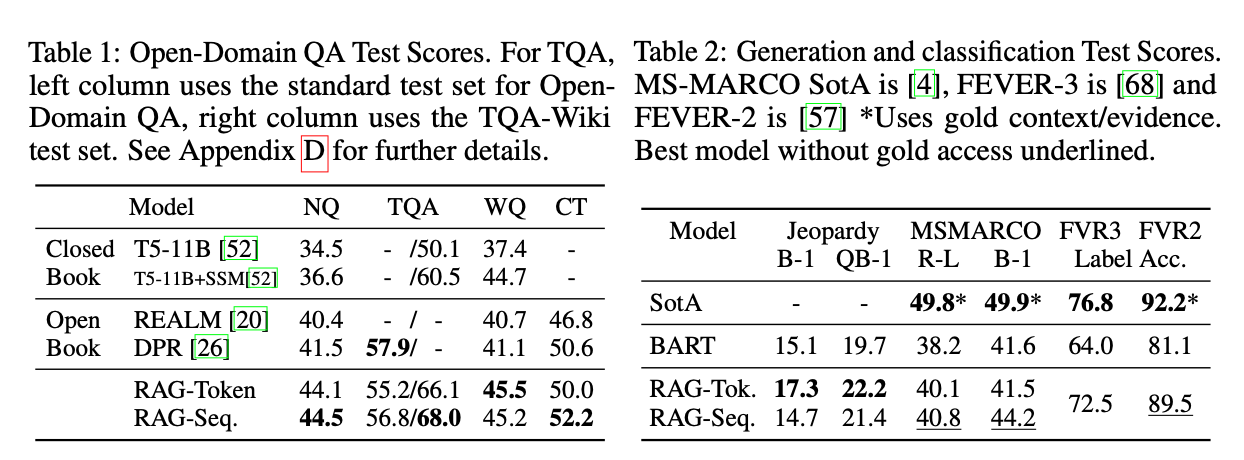 Table 1: Open-Domain QA Test Scores. For TQA,
left column uses the standard test set for Open-
Domain QA, right column uses the TQA-Wiki
test set. See Appendix D for further details.
Model NQ TQA WQ CT
Closed T5-11B [52] 34.5 - /50.1 37.4 -
Book T5-11B+SSM[52] 36.6 - /60.5 44.7 -
Open REALM [20] 40.4 - / - 40.7 46.8
Book DPR [26] 41.5 57.9/ - 41.1 50.6
RAG-Token 44.1 55.2/66.1 45.5 50.0
RAG-Seq. 44.5 56.8/68.0 45.2 52.2
Table 2: Generation and classification Test Scores.
MS-MARCO SotA is [4], FEVER-3 is [68] and
FEVER-2 is [57] *Uses gold context/evidence.
Best model without gold access underlined.
Model Jeopardy MSMARCO FVR3 FVR2
B-1 QB-1 R-L B-1 Label Acc.
SotA - - 49.8* 49.9* 76.8 92.2*
BART 15.1 19.7 38.2 41.6 64.0 81.1
RAG-Tok. 17.3 22.2 40.1 41.5
72.5 89.5
RAG-Seq. 14.7 21.4 40.8 44.2